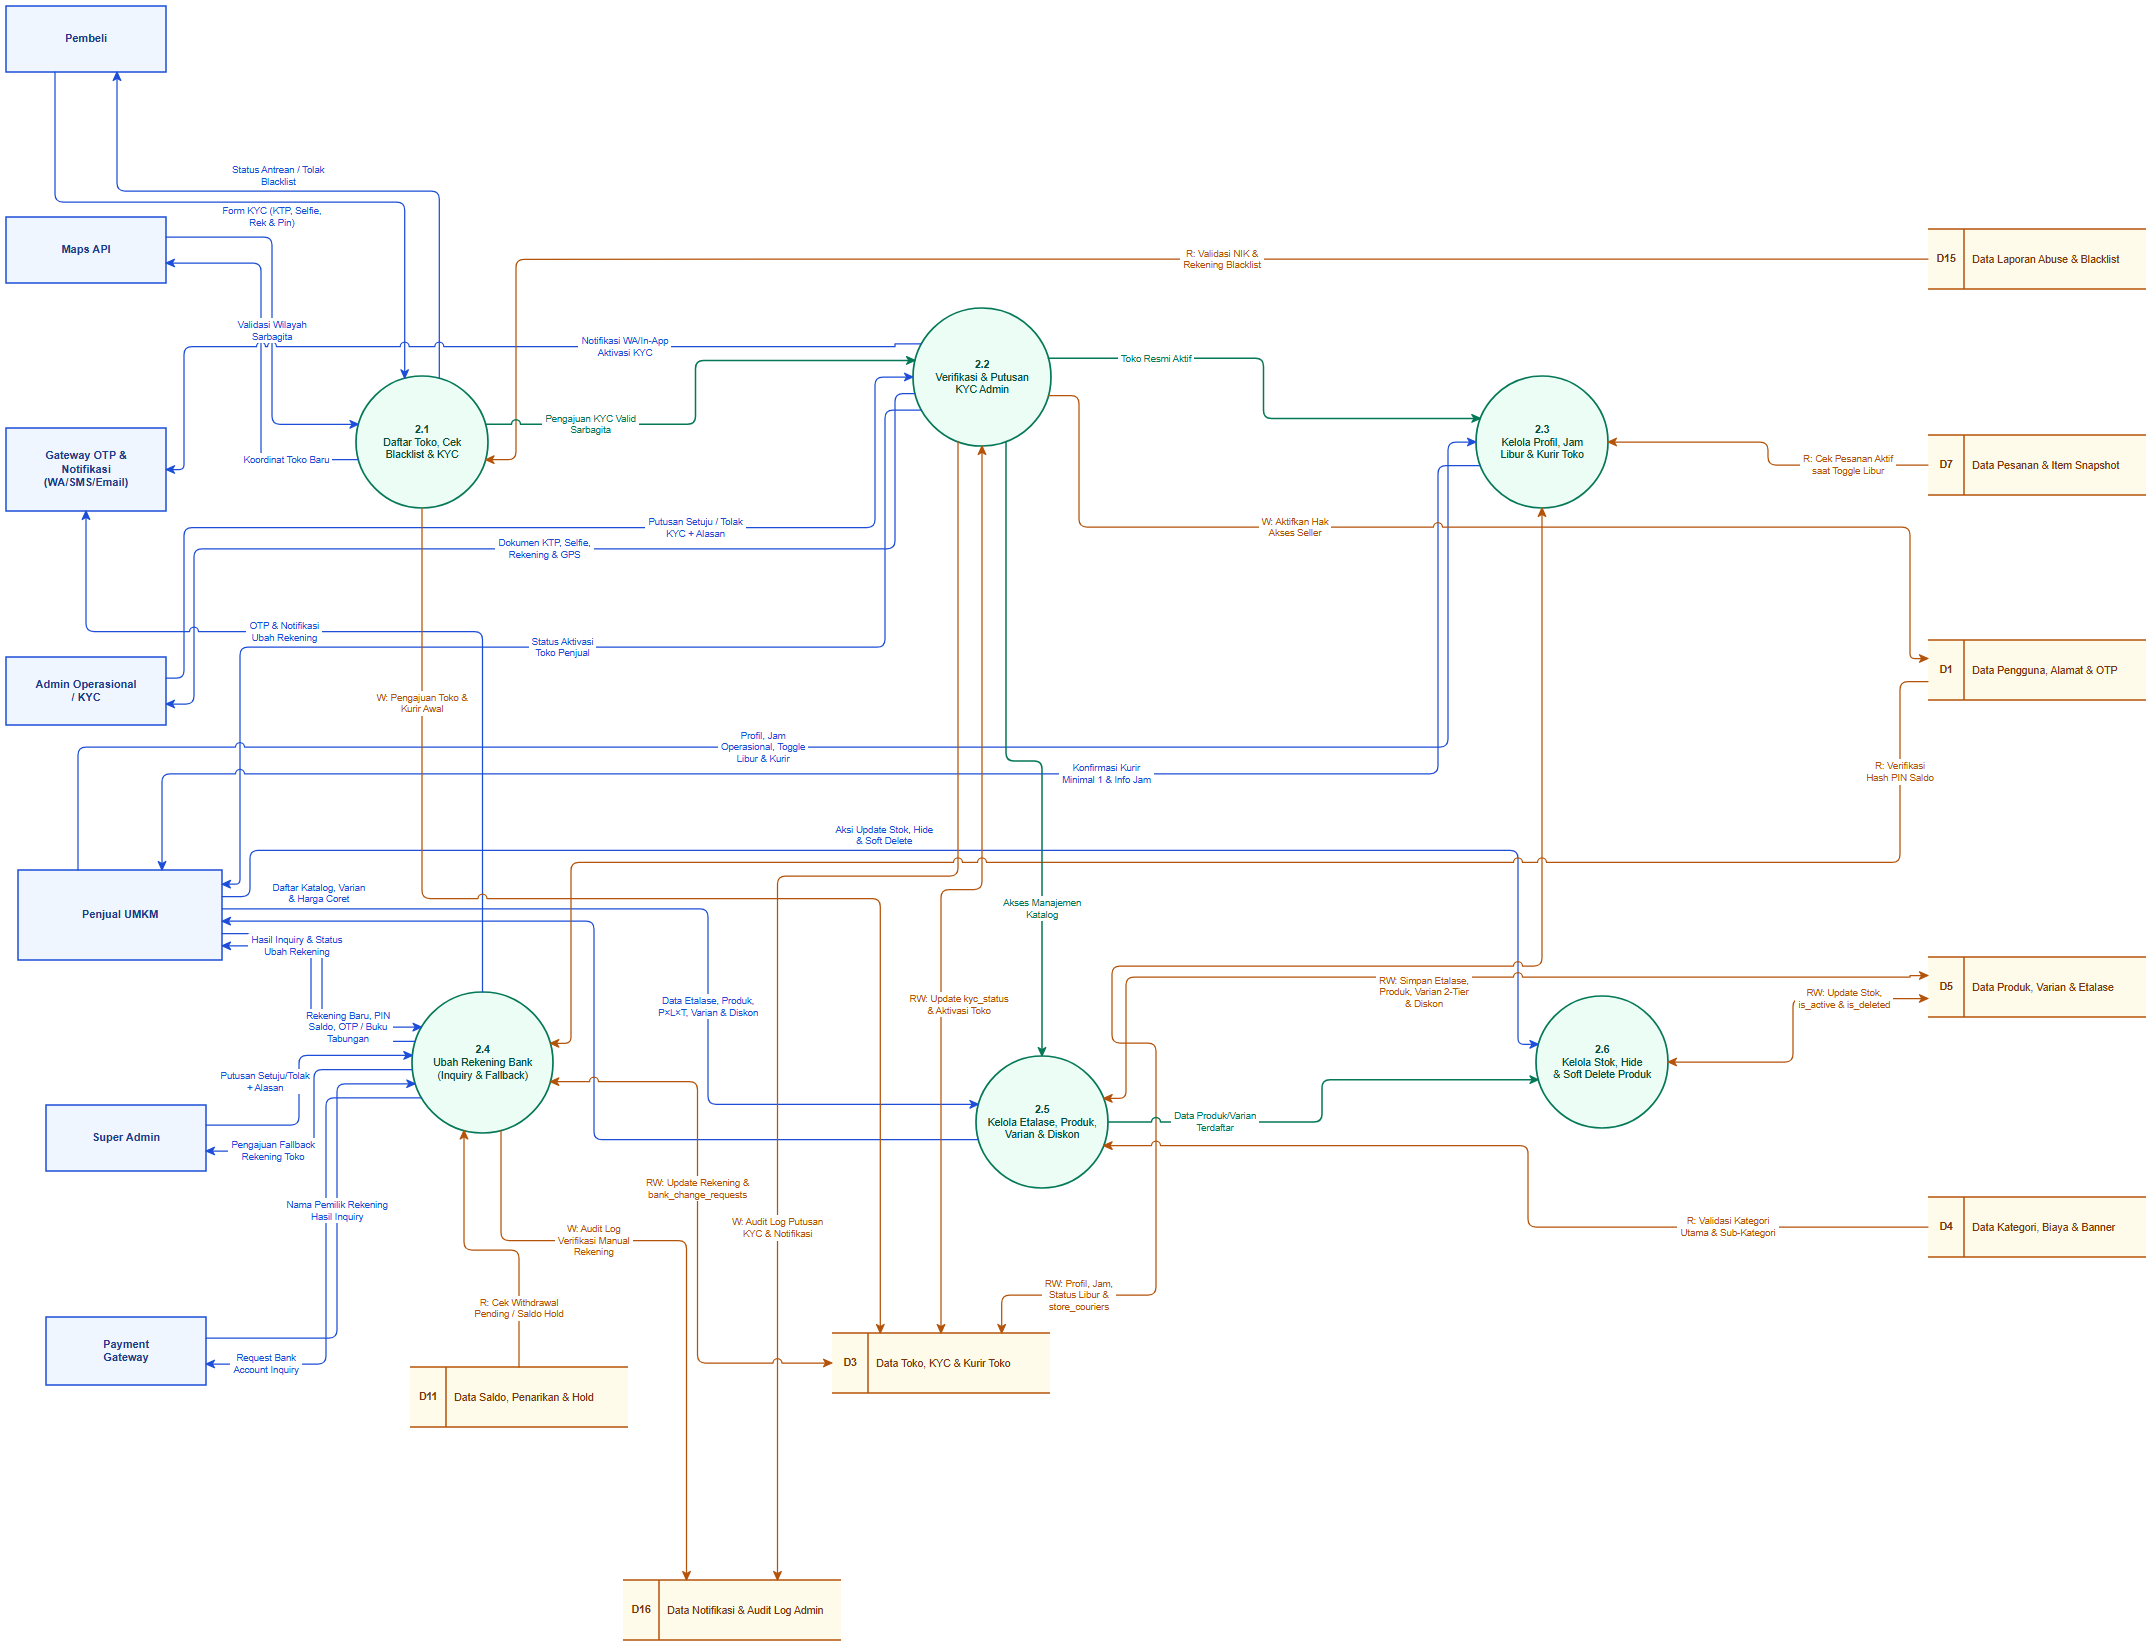 Pembeli
Status Antrean / Tolak
Blacklist
Form KYC (KTP, Selfie,
Rek & Pin)
Maps API
R: Validasi NIK &
Rekening Blacklist
D15
Data Laporan Abuse & Blacklist
Validasi Wilayah
Sarbagita
Notifikasi WA/In-App
Aktivasi KYC
2.2
Verifikasi & Putusan
KYC Admin
Toko Resmi Aktif
Pengajuan KYC Valid
Sarbagita
2.1
Daftar Toko, Cek
Blacklist & KYC
2.3
Kelola Profil, Jam
Libur & Kurir Toko
Koordinat Toko Baru
Gateway OTP &
Notifikasi
(WA/SMS/Email)
R: Cek Pesanan Aktif
saat Toggle Libur
D7
Data Pesanan & Item Snapshot
Putusan Setuju / Tolak
KYC + Alasan
W: Aktifkan Hak
Akses Seller
Dokumen KTP, Selfie,
Rekening & GPS
OTP & Notifikasi
Ubah Rekening
Status Aktivasi
Toko Penjual
Admin Operasional
/ KYC
D1
Data Pengguna, Alamat & OTP
W: Pengajuan Toko &
Kurir Awal
Profil, Jam
Operasional, Toggle
Libur & Kurir
Konfirmasi Kurir
Minimal 1 & Info Jam
R: Verifikasi
Hash PIN Saldo
Aksi Update Stok, Hide
& Soft Delete
Penjual UMKM
Daftar Katalog, Varian
& Harga Coret
Akses Manajemen
Katalog
Hasil Inquiry & Status
Ubah Rekening
Rekening Baru, PIN
Saldo, OTP / Buku
Tabungan
Data Etalase, Produk,
P×L×T, Varian & Diskon
RW: Update kyc_status
& Aktivasi Toko
RW: Simpan Etalase,
Produk, Varian 2-Tier
& Diskon
RW: Update Stok,
is_active & is_deleted
D5
Data Produk, Varian & Etalase
2.4
Ubah Rekening Bank
(Inquiry & Fallback)
2.6
Kelola Stok, Hide
& Soft Delete Produk
Putusan Setuju/Tolak
+ Alasan
2.5
Kelola Etalase, Produk,
Varian & Diskon
Data Produk/Varian
Terdaftar
Super Admin
Pengajuan Fallback
Rekening Toko
RW: Update Rekening &
bank_change_requests
Nama Pemilik Rekening
Hasil Inquiry
W: Audit Log
Verifikasi Manual
Rekening
W: Audit Log Putusan
KYC & Notifikasi
R: Validasi Kategori
Utama & Sub-Kategori
D4
Data Kategori, Biaya & Banner
R: Cek Withdrawal
Pending / Saldo Hold
RW: Profil, Jam,
Status Libur &
store_couriers
Payment
Gateway
Request Bank
Account Inquiry
D3
Data Toko, KYC & Kurir Toko
D11
Data Saldo, Penarikan & Hold
D16
Data Notifikasi & Audit Log Admin